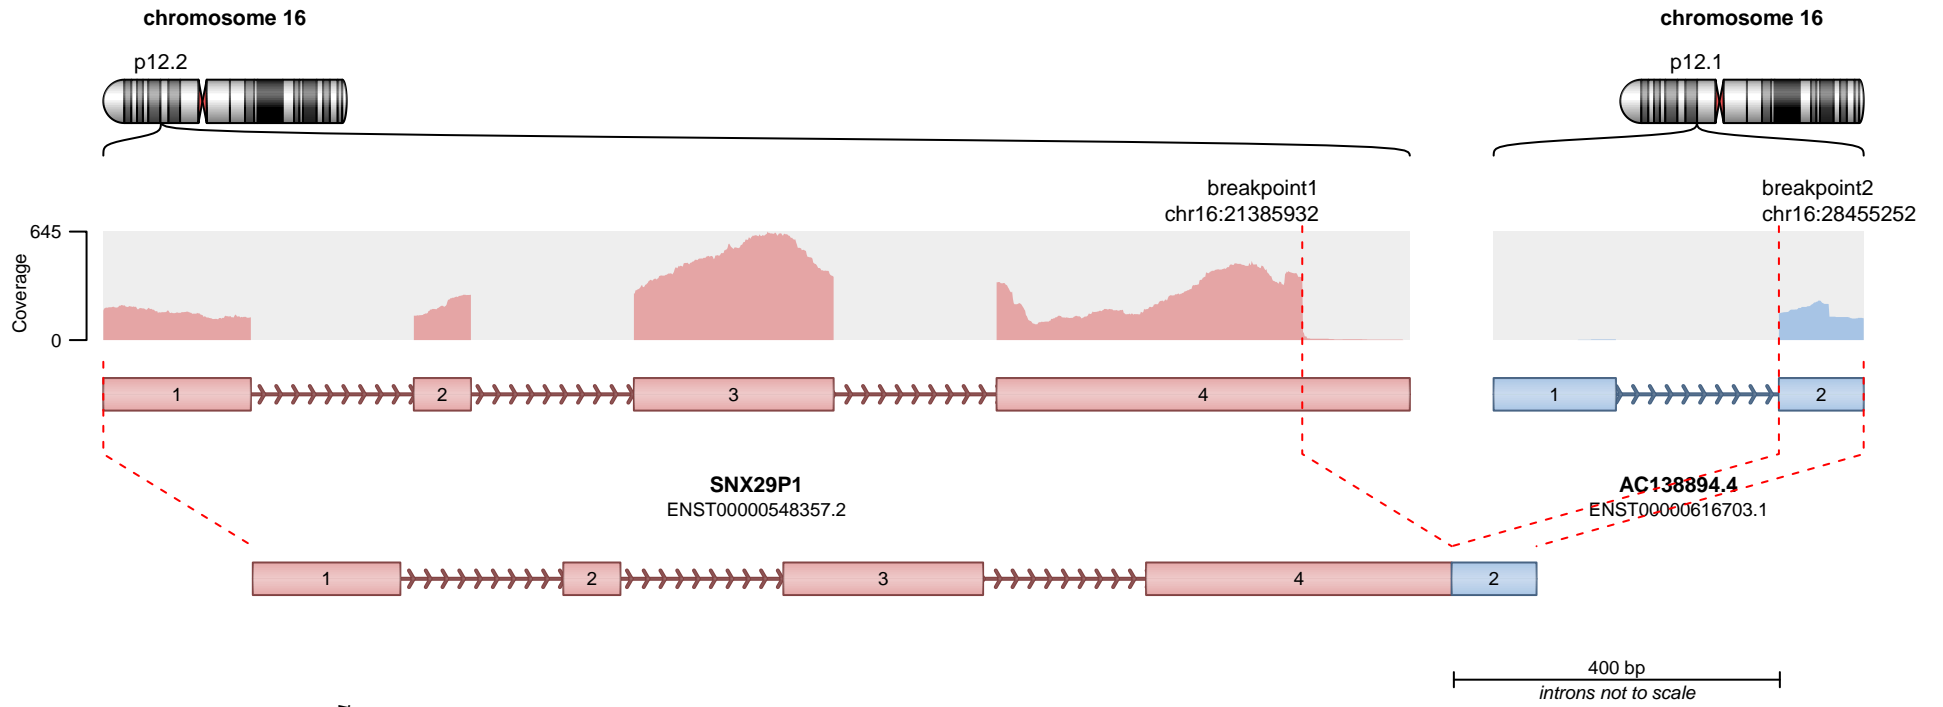 chromosome 16
chromosome 16
p12.2
p12.1
breakpoint1
chr16:21385932
breakpoint2
chr16:28455252
645
0
Coverage
1 2 3 4 1 2
SNX29P1
ENST00000548357.2
AC138894.4
ENST00000616703.1
1 2 3 4 2
400 bp
introns not to scale